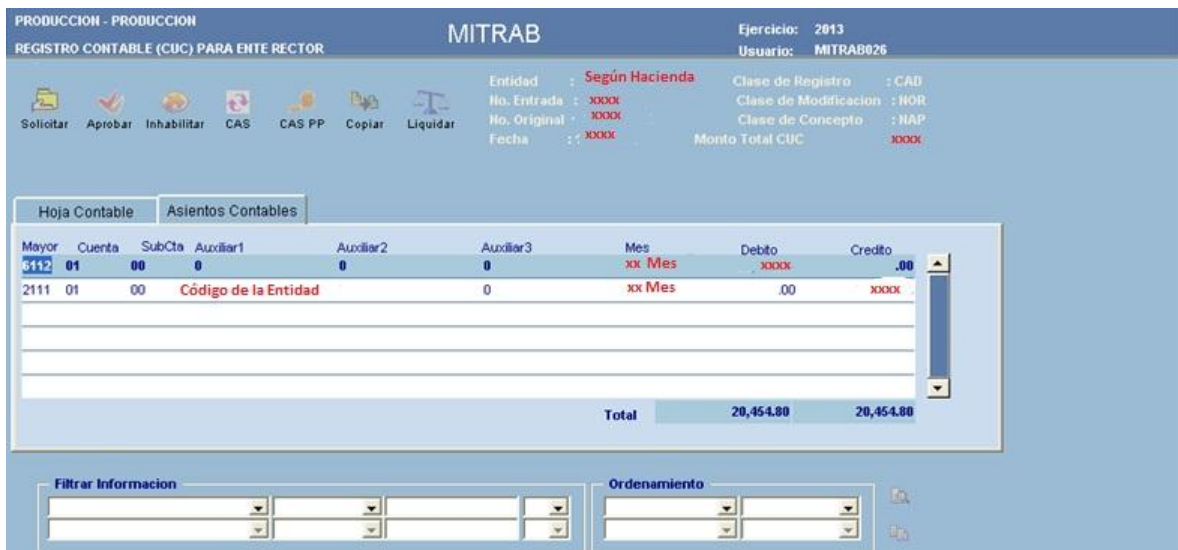 PRODUCCION - PRODUCCION
REGISTRO CONTABLE (CUC) PARA ENTE RECTOR
MITRAB
Ejercicio: 2013
Usuario: MITRAB026
Solicitar Aprobar Inhabilitar CAS CAS PP Copiar Liquidar
Entidad : Según Hacienda Clase de Registro : CAD
No. Entrada : xxxx Clase de Modificacion : NOR
No. Original xxxx Clase de Concepto : NAP
Fecha : xxxx Monto Total CUC xxxx
Hoja Contable Asientos Contables
Mayor Cuenta SubCta Auxiliar1 Auxiliar2 Auxiliar3 Mes Debito Credito
6112 01 00 0 0 0 xx Mes xxxx .00
2111 01 00 Código de la Entidad 0 xx Mes .00 xxxx
Total 20,454.80 20,454.80
Filtrar Informacion Ordenamiento